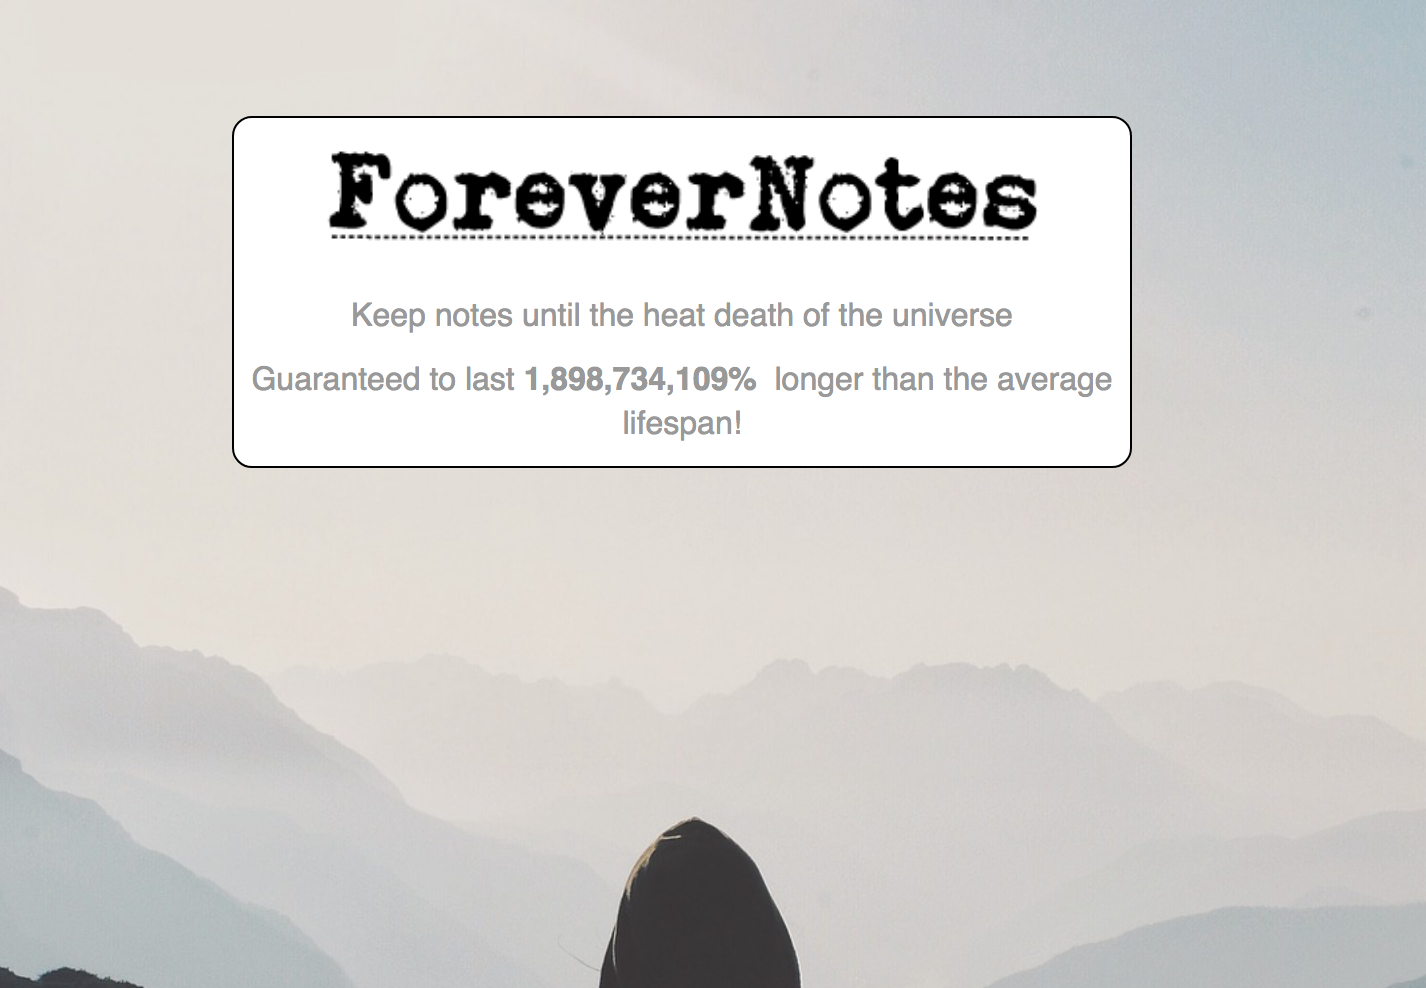 ForeverNotes
Keep notes until the heat death of the universe
Guaranteed to last 1,898,734,109% longer than the average
lifespan!